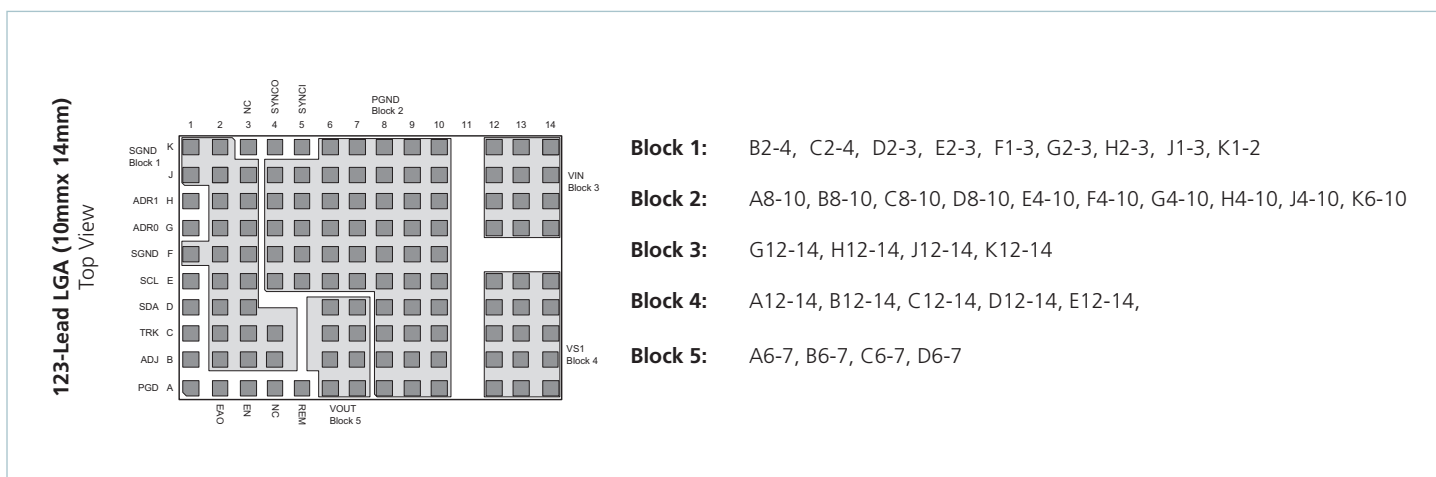 123-Lead LGA (10mmx 14mm)
Top View
NC
SYNCO
SYNCI
PGND
Block 2
1 2 3 4 5 6 7 8 9 10 11 12 13 14
SGND
Block 1
K
J
ADR1 H
ADR0 G
SGND F
SCL E
SDA D
TRK C
ADJ B
PGD A
VIN
Block 3
VS1
Block 4
EAO
EN
NC
REM
VOUT
Block 5
Block 1: B2-4, C2-4, D2-3, E2-3, F1-3, G2-3, H2-3, J1-3, K1-2
Block 2: A8-10, B8-10, C8-10, D8-10, E4-10, F4-10, G4-10, H4-10, J4-10, K6-10
Block 3: G12-14, H12-14, J12-14, K12-14
Block 4: A12-14, B12-14, C12-14, D12-14, E12-14,
Block 5: A6-7, B6-7, C6-7, D6-7